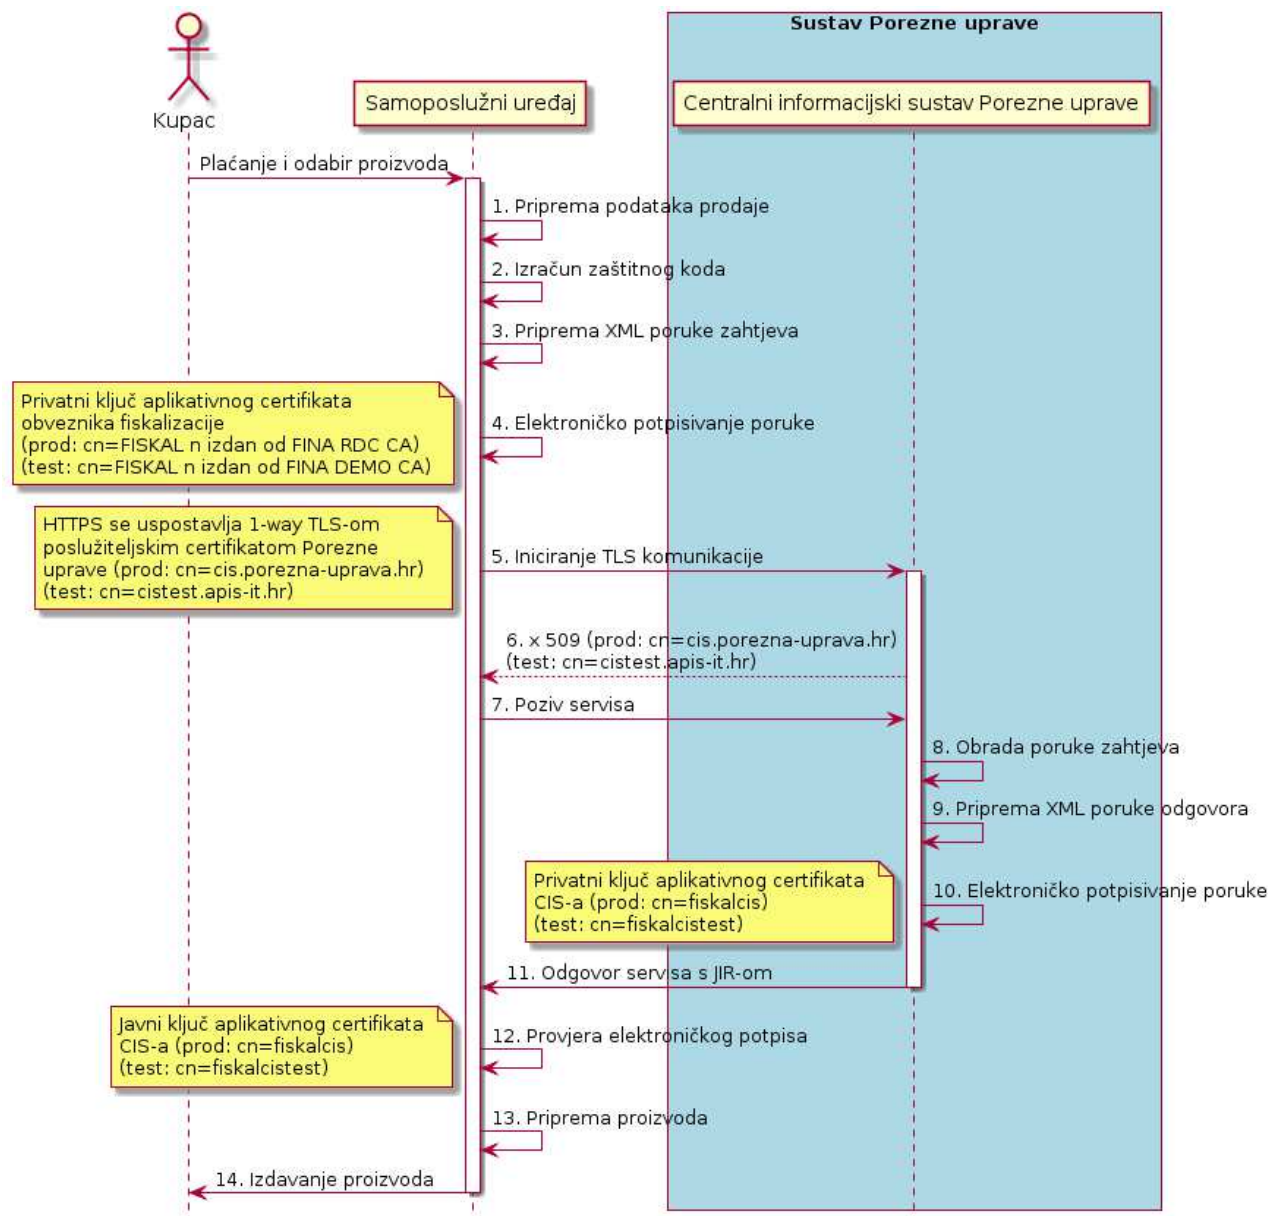 Sustav Porezne uprave
Kupac
Samoposlužni uređaj
Centralni informacijski sustav Porezne uprave
Plaćanje i odabir proizvoda
1. Priprema podataka prodaje
2. Izračun zaštitnog koda
3. Priprema XML poruke zahtjeva
Privatni ključ aplikativnog certifikata
obveznika fiskalizacije
(prod: cn=FISKAL n izdan od FINA RDC CA)
(test: cn=FISKAL n izdan od FINA DEMO CA)
4. Elektroničko potpisivanje poruke
HTTPS se uspostavlja 1-way TLS-om
poslužiteljskim certifikatom Porezne
uprave (prod: cn=cis.porezna-uprava.hr)
(test: cn=cistest.apis-it.hr)
5. Iniciranje TLS komunikacije
6. x 509 (prod: cn=cis.porezna-uprava.hr)
(test: cn=cistest.apis-it.hr)
7. Poziv servisa
8. Obrada poruke zahtjeva
9. Priprema XML poruke odgovora
Privatni ključ aplikativnog certifikata
CIS-a (prod: cn=fiskalcis)
(test: cn=fiskalcistest)
10. Elektroničko potpisivanje poruke
11. Odgovor servisa s JIR-om
Javni ključ aplikativnog certifikata
CIS-a (prod: cn=fiskalcis)
(test: cn=fiskalcistest)
12. Provjera elektroničkog potpisa
13. Priprema proizvoda
14. Izdavanje proizvoda